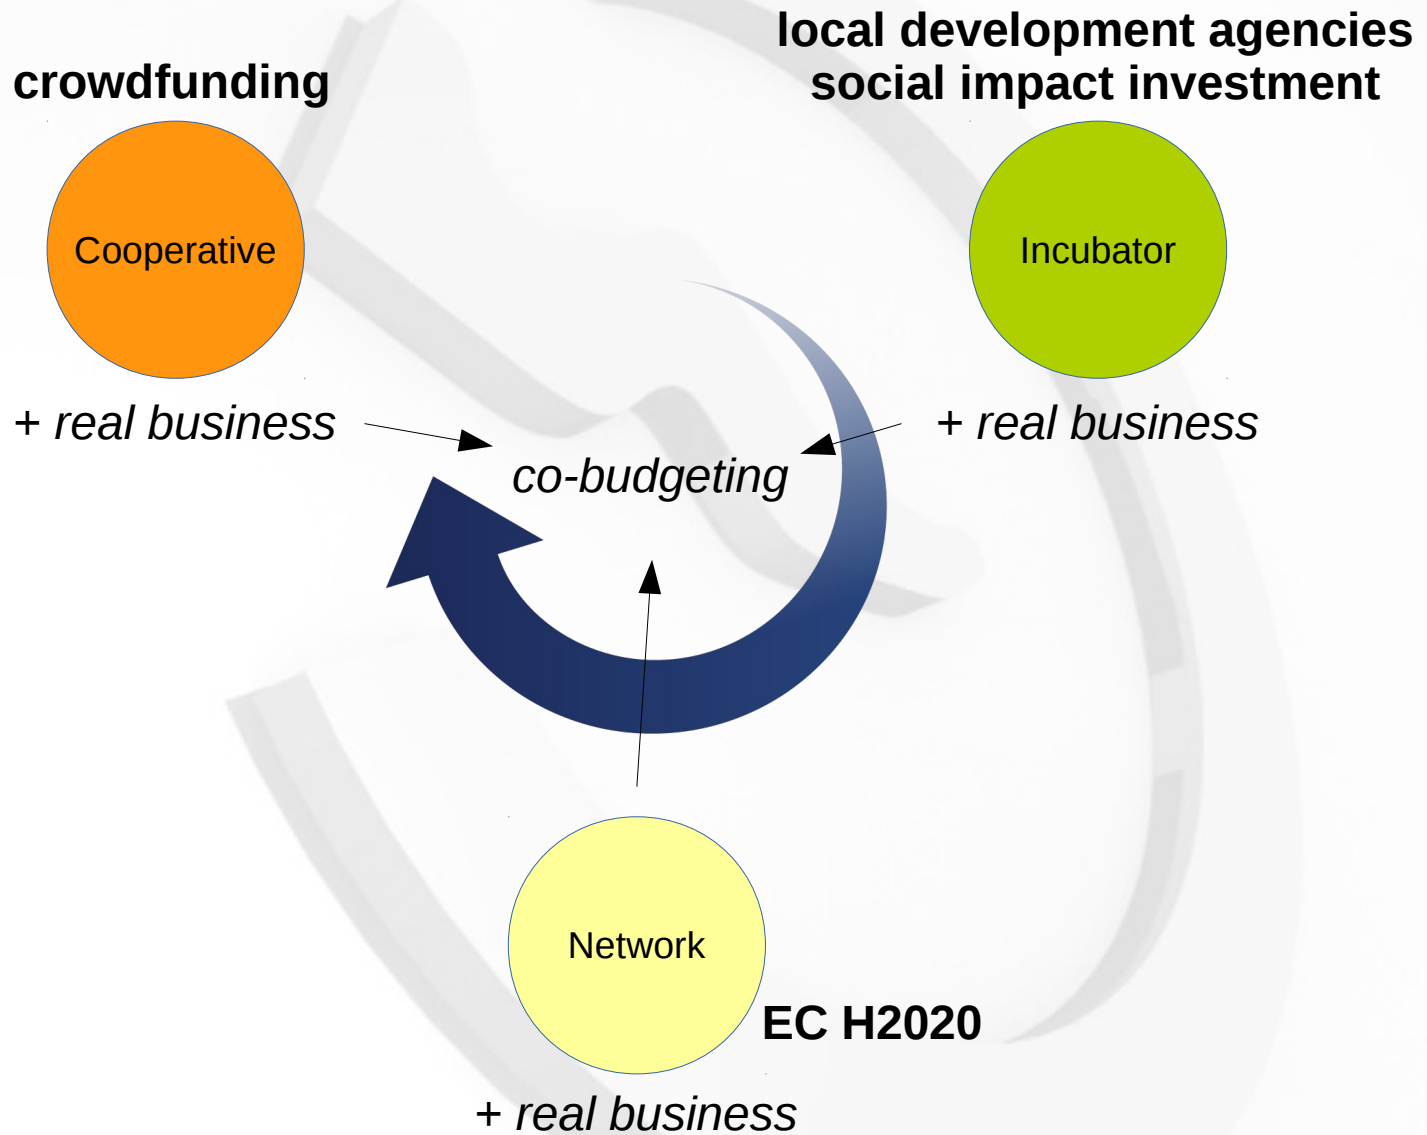 crowdfunding
local development agencies
social impact investment
Cooperative
Incubator
+ real business
+ real business
co-budgeting
Network
EC H2020
+ real business